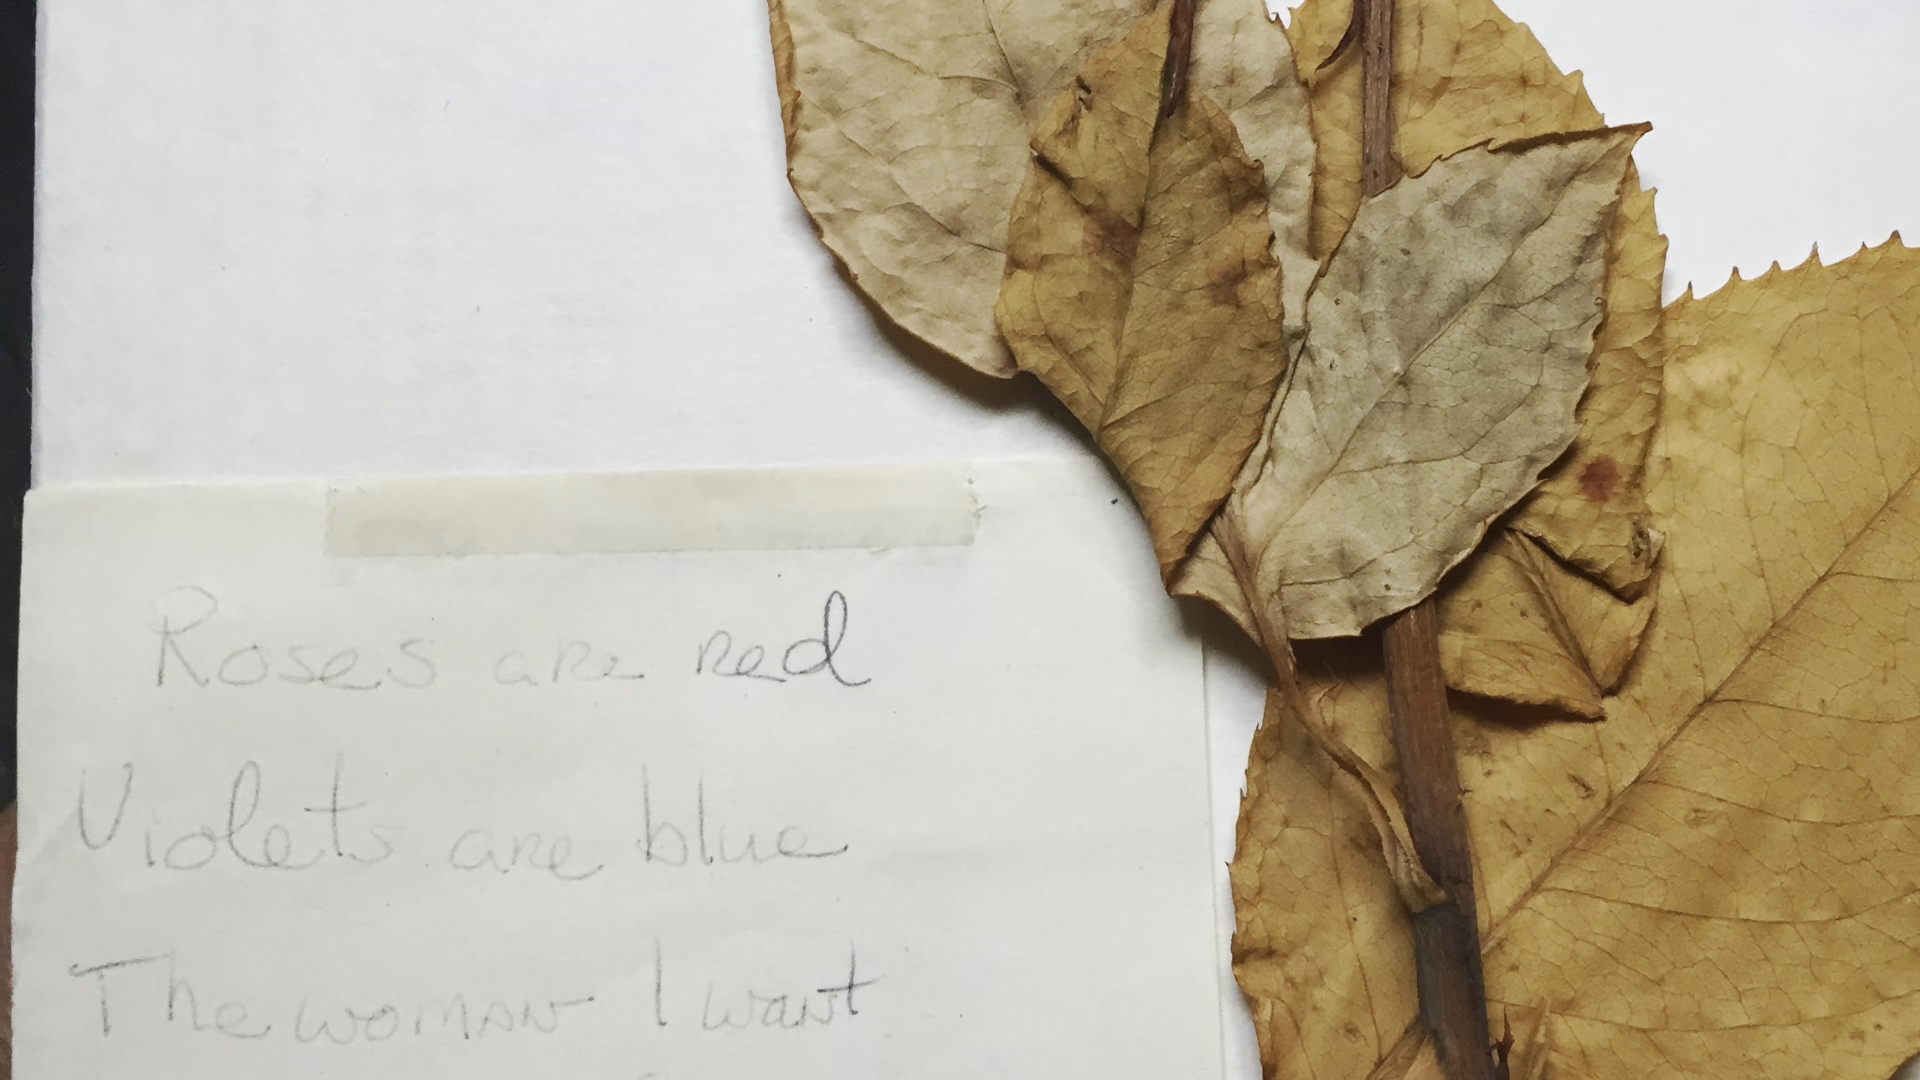 Roses are red
Violets are blue
The woman I want